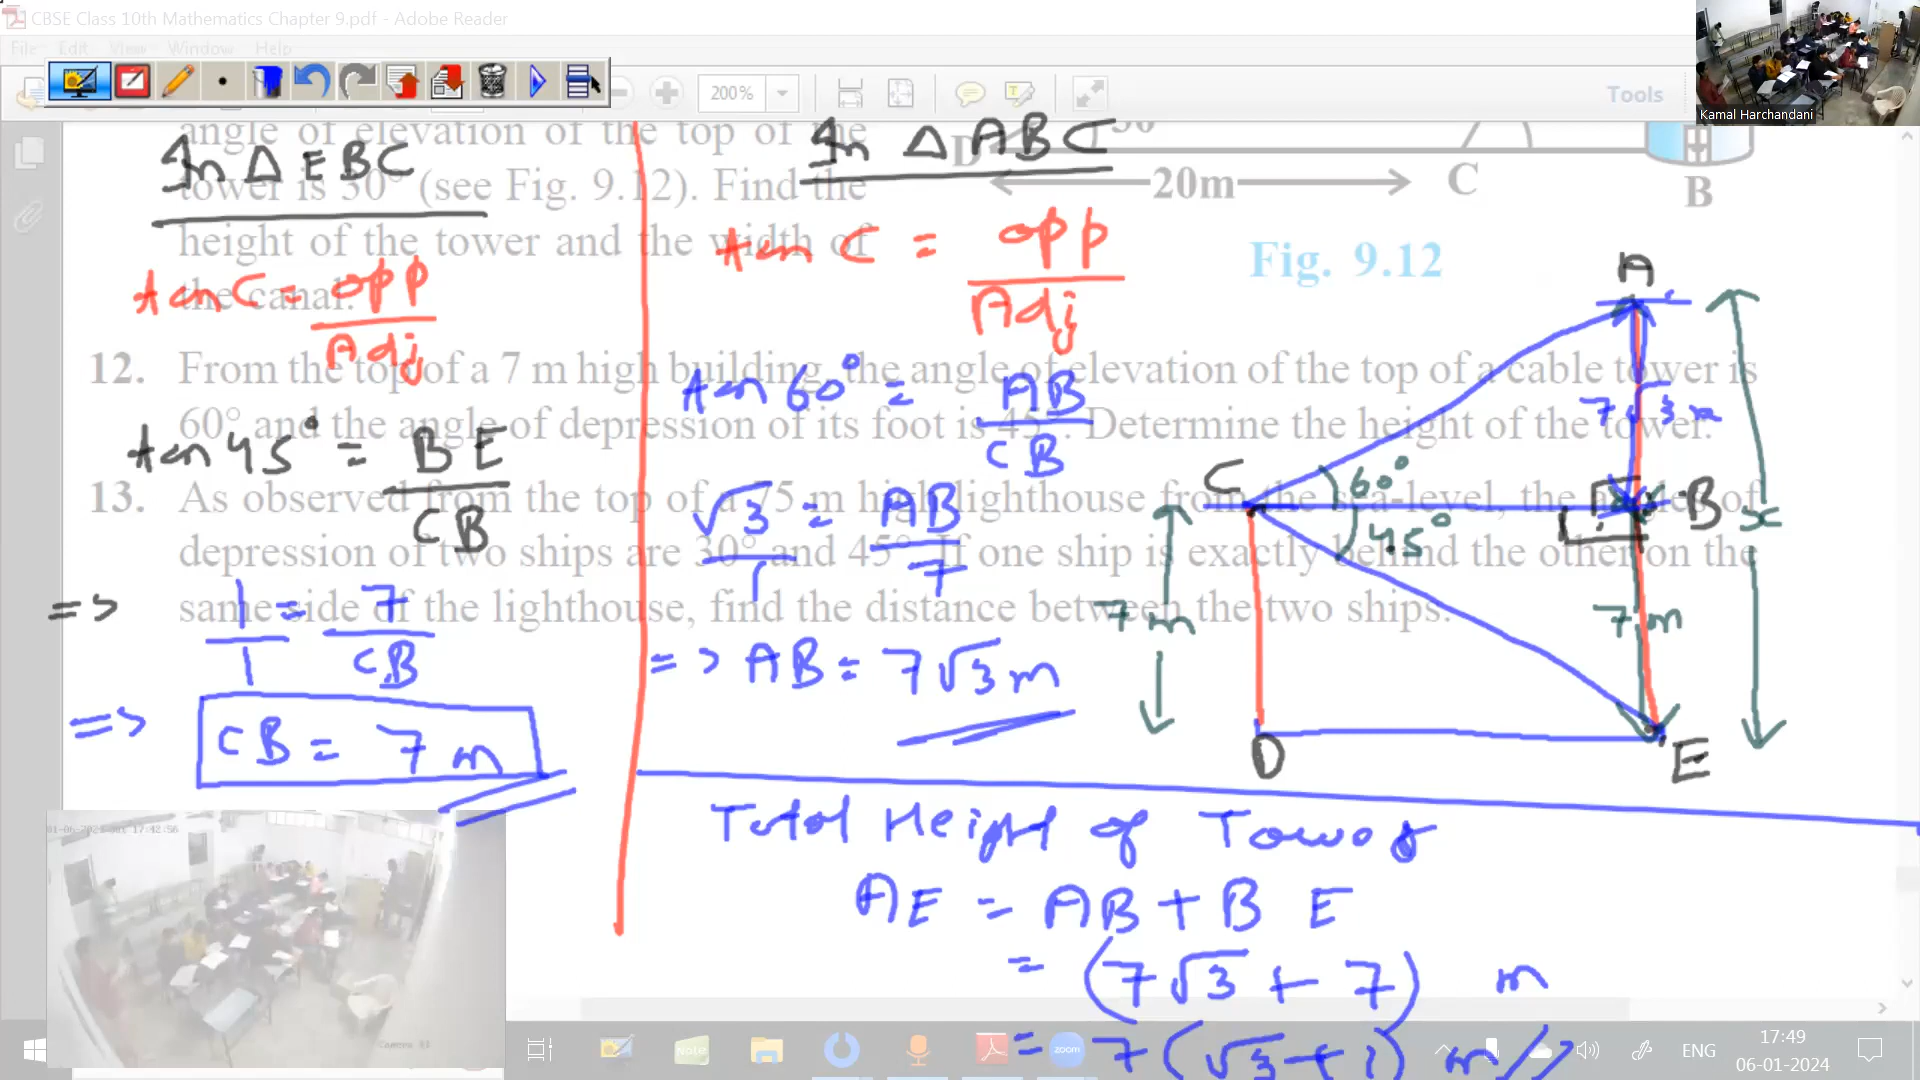 CBSE Class 10th Mathematics Chapter 9.pdf - Adobe Reader
File Edit View Window Help
200%
Tools
Kamal Harchandani
angle of elevation of the top of the
tower is 30° (see Fig. 9.12). Find the
height of the tower and the width of
the canal.
D
20m
C
B
Fig. 9.12
12. From the top of a 7 m high building, the angle of elevation of the top of a cable tower is
60° and the angle of depression of its foot is 45°. Determine the height of the tower.
13. As observed from the top of a 75 m high lighthouse from the sea-level, the angles of
depression of two ships are 30° and 45°. If one ship is exactly behind the other on the
same side of the lighthouse, find the distance between the two ships.
In Δ EBC
tan C = opp
Adj
tan 45° = BE
CB
=> 1 = 7
1 CB
=> CB = 7 m
In Δ ABC
tan C = opp
Adj
tan 60° = AB
CB
√3 = AB
1 7
=> AB = 7√3 m
A
C
60°
45°
B
x
7 m
7 m
D
E
Total Height of Tower
AE = AB + B E
= (7√3 + 7) m
= 7(√3 + 1) m
Note
zoom
ENG
17:49
06-01-2024